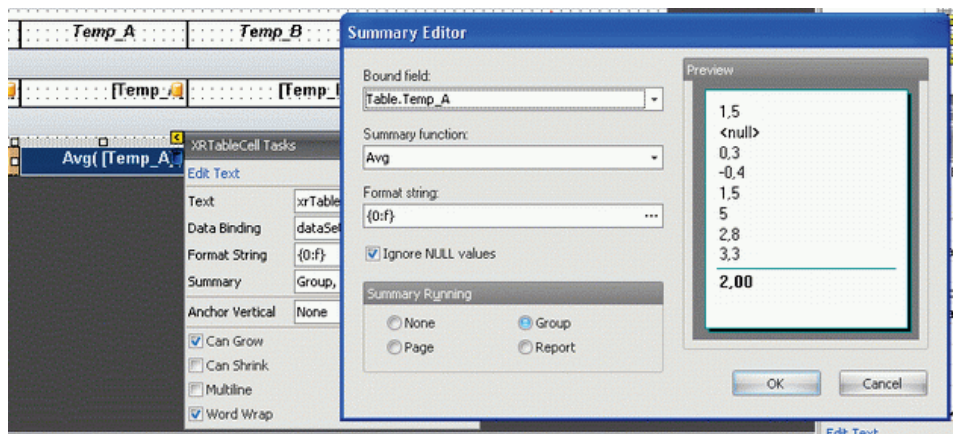 Temp_A
Temp_B
[Temp_A
[Temp_
Avg( [Temp_A]
XRTableCell Tasks
Edit Text
Text
xrTable
Data Binding
dataSe
Format String
{0:f}
Summary
Group,
Anchor Vertical
None
Can Grow
Can Shrink
Multiline
Word Wrap
Summary Editor
Bound field:
Table.Temp_A
Summary function:
Avg
Format string:
{0:f}
...
Ignore NULL values
Summary Running
None
Group
Page
Report
Preview
1,5
<null>
0,3
-0,4
1,5
5
2,8
3,3
2,00
OK
Cancel
Edit Text